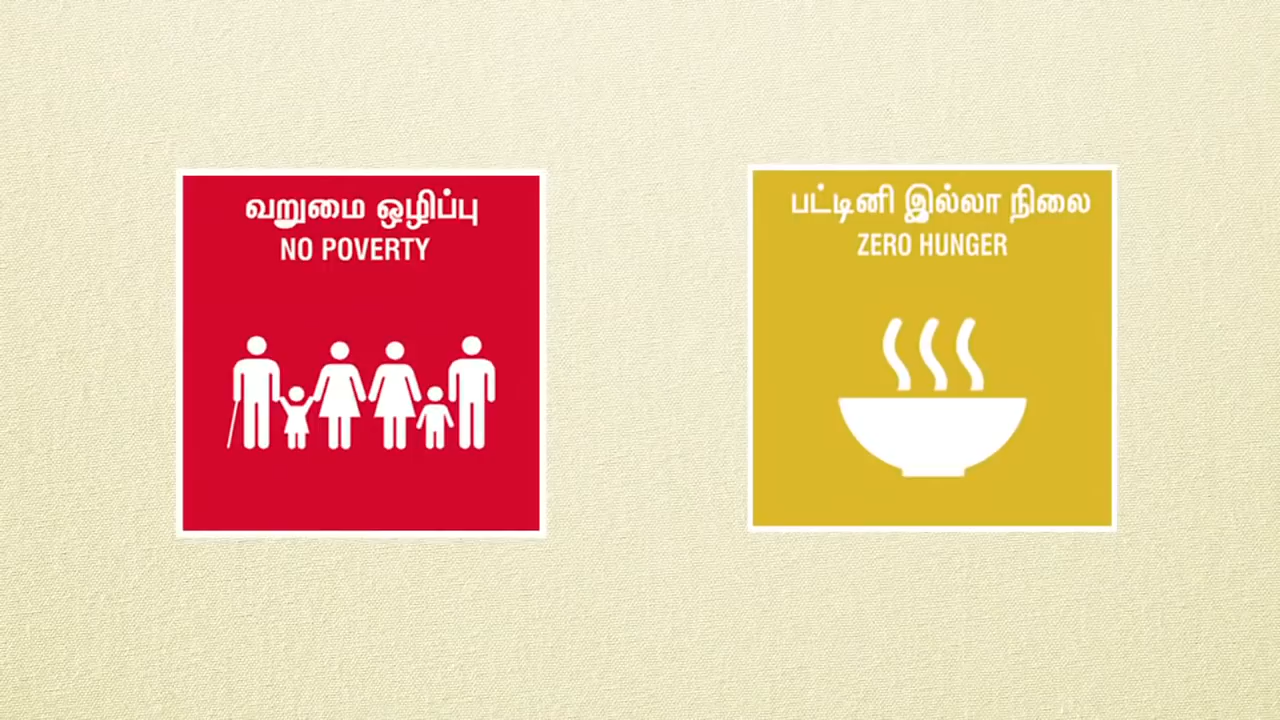 வறுமை ஒழிப்பு
NO POVERTY
பட்டினி இல்லா நிலை
ZERO HUNGER